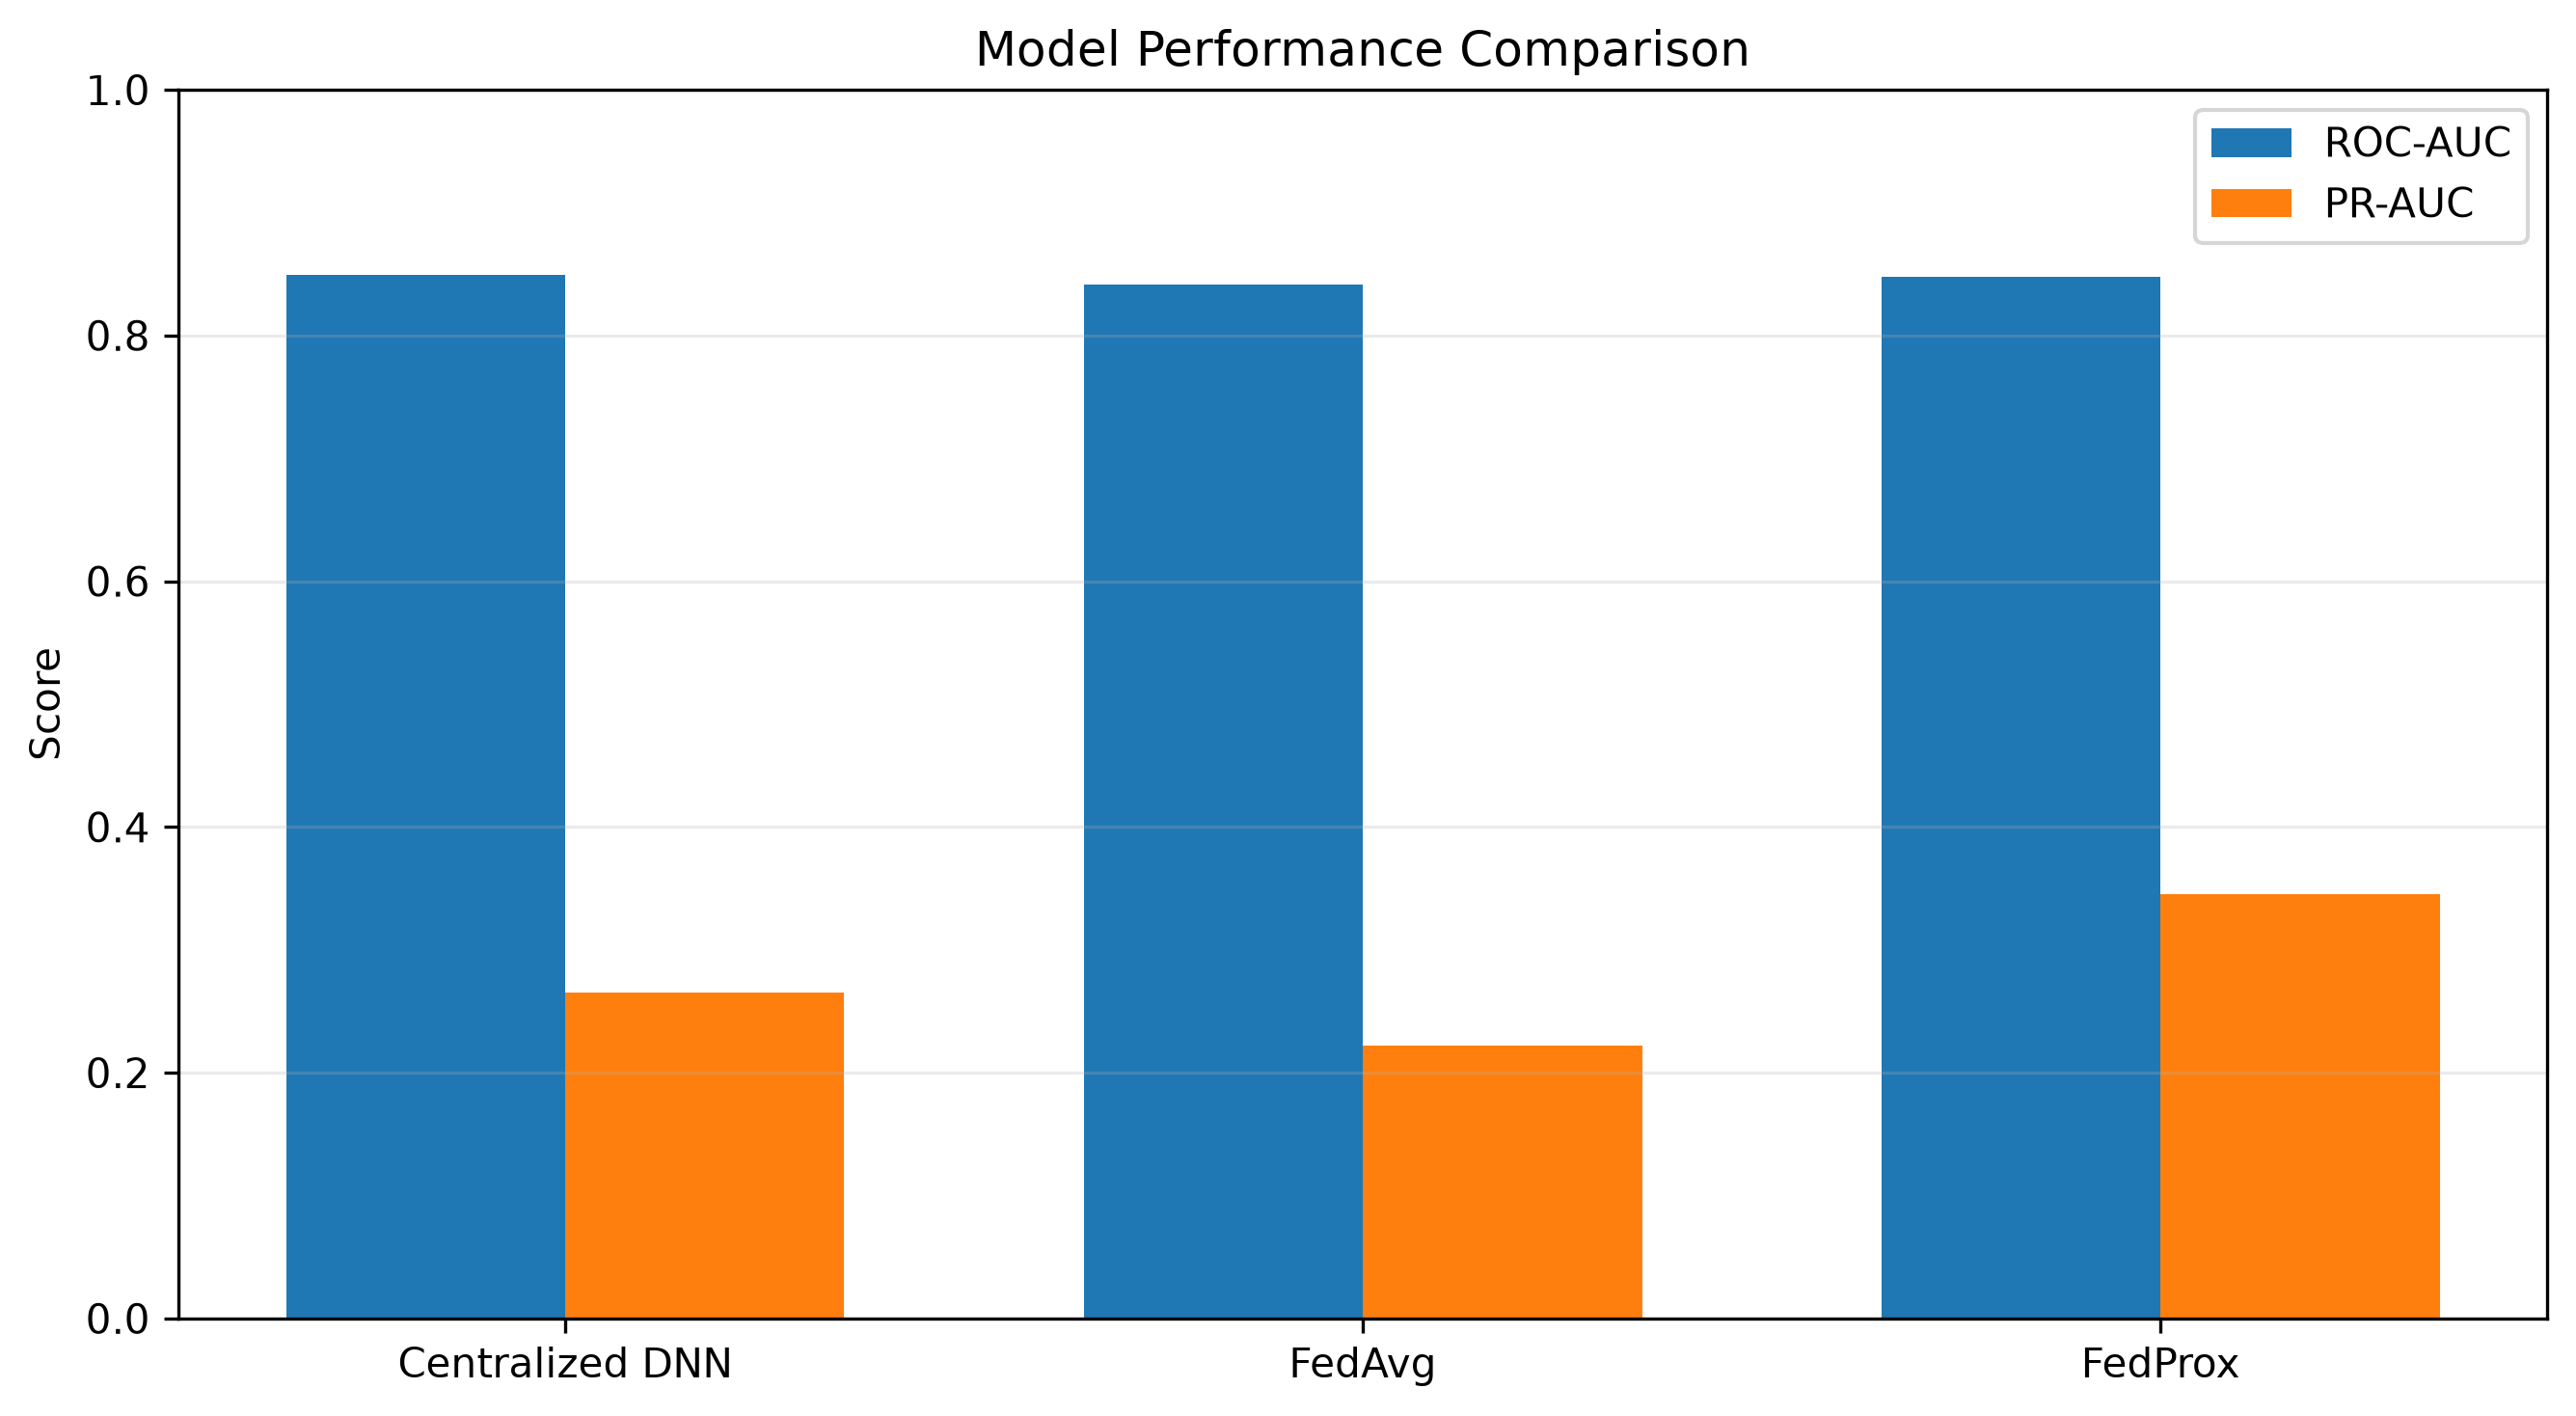 Model Performance Comparison
1.0
0.8
0.6
0.4
0.2
0.0
Score
ROC-AUC
PR-AUC
Centralized DNN
FedAvg
FedProx